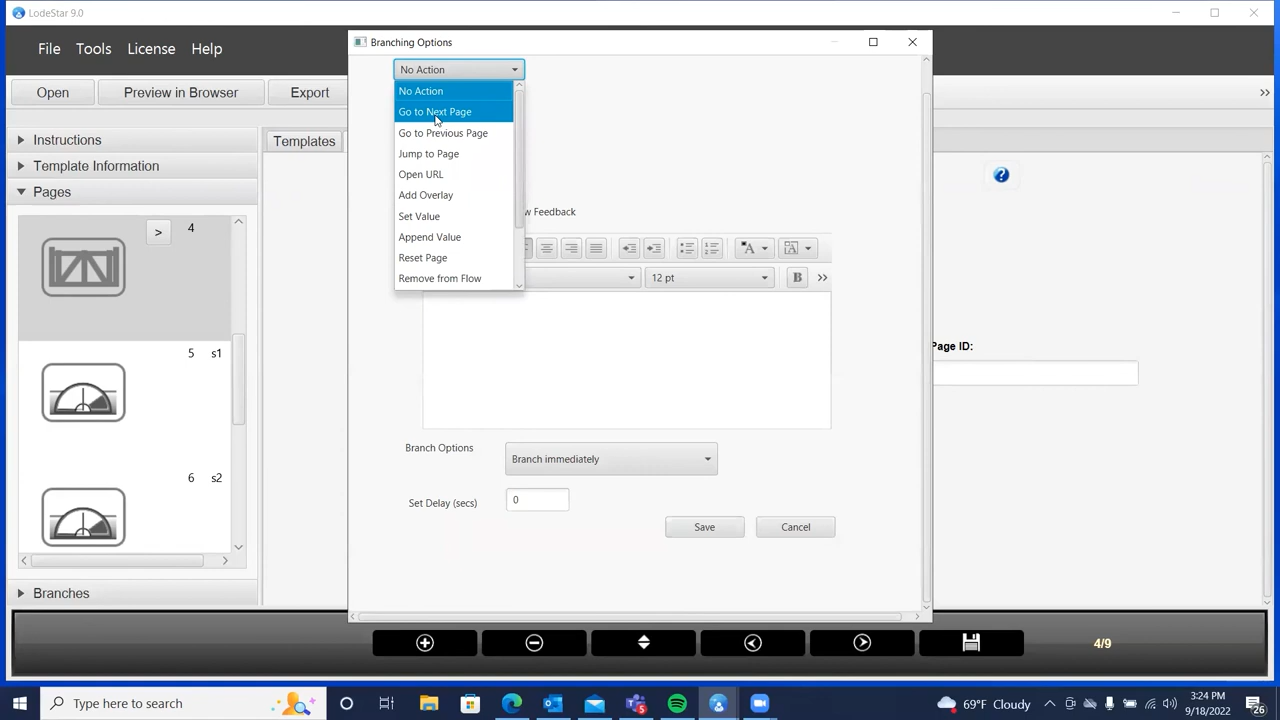 LodeStar 9.0
File Tools License Help
Open Preview in Browser Export
Instructions
Template Information
Pages
> 4
5 s1
6 s2
Branches
Templates
Branching Options
No Action
No Action
Go to Next Page
Go to Previous Page
Jump to Page
Open URL
Add Overlay
Set Value
Append Value
Reset Page
Remove from Flow
w Feedback
12 pt B
Branch Options Branch immediately
Set Delay (secs) 0
Save Cancel
Page ID:
4/9
Type here to search
69°F Cloudy
3:24 PM
9/18/2022
26